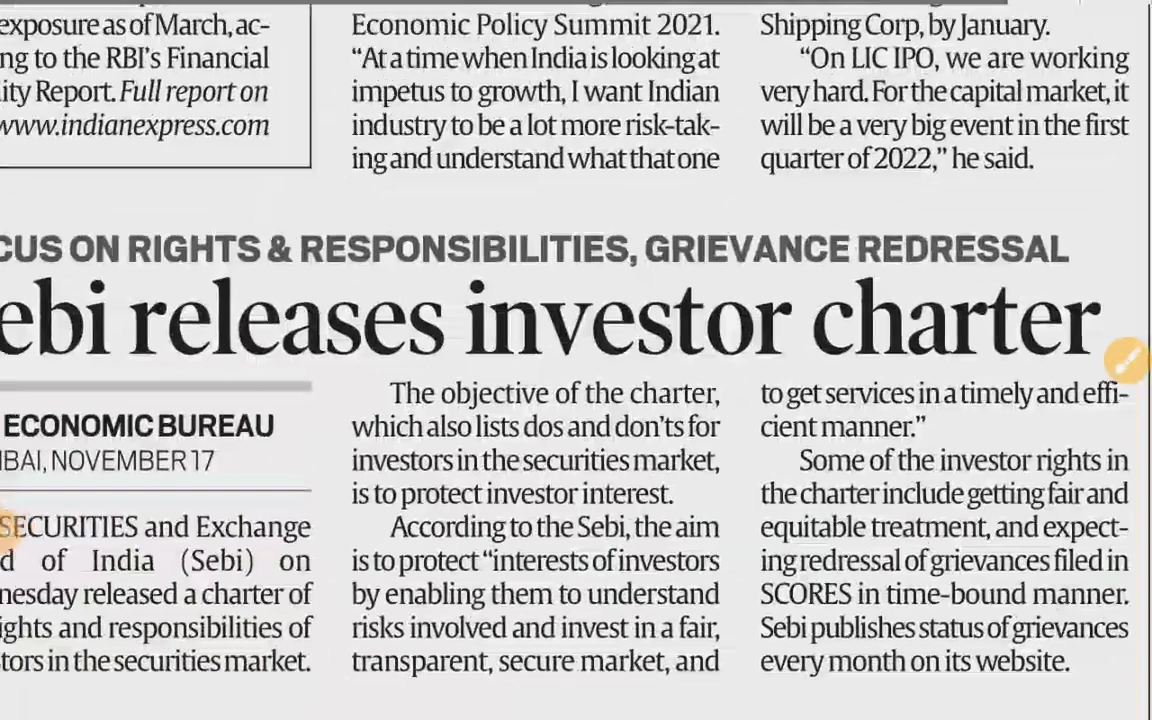 exposure as of March, ac-
ng to the RBI's Financial
ity Report. Full report on
www.indianexpress.com
Economic Policy Summit 2021.
“At a time when India is looking at
impetus to growth, I want Indian
industry to be a lot more risk-tak-
ing and understand what that one
Shipping Corp, by January.
“On LIC IPO, we are working
very hard. For the capital market, it
will be a very big event in the first
quarter of 2022,” he said.
CUS ON RIGHTS & RESPONSIBILITIES, GRIEVANCE REDRESSAL
ebi releases investor charter
ECONOMIC BUREAU
BAI, NOVEMBER 17
SECURITIES and Exchange
d of India (Sebi) on
nesday released a charter of
ights and responsibilities of
tors in the securities market.
The objective of the charter,
which also lists dos and don'ts for
investors in the securities market,
is to protect investor interest.
According to the Sebi, the aim
is to protect “interests of investors
by enabling them to understand
risks involved and invest in a fair,
transparent, secure market, and
to get services in a timely and effi-
cient manner.”
Some of the investor rights in
the charter include getting fair and
equitable treatment, and expect-
ing redressal of grievances filed in
SCORES in time-bound manner.
Sebi publishes status of grievances
every month on its website.